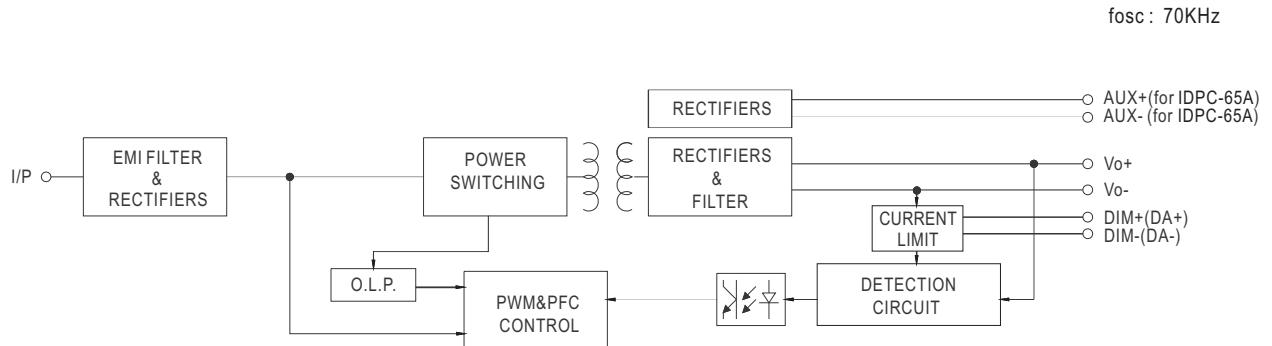 fosc : 70KHz
RECTIFIERS
AUX+(for IDPC-65A)
AUX- (for IDPC-65A)
I/P
EMI FILTER
&
RECTIFIERS
POWER
SWITCHING
RECTIFIERS
&
FILTER
Vo+
Vo-
CURRENT
LIMIT
DIM+(DA+)
DIM-(DA-)
O.L.P.
PWM&PFC
CONTROL
DETECTION
CIRCUIT